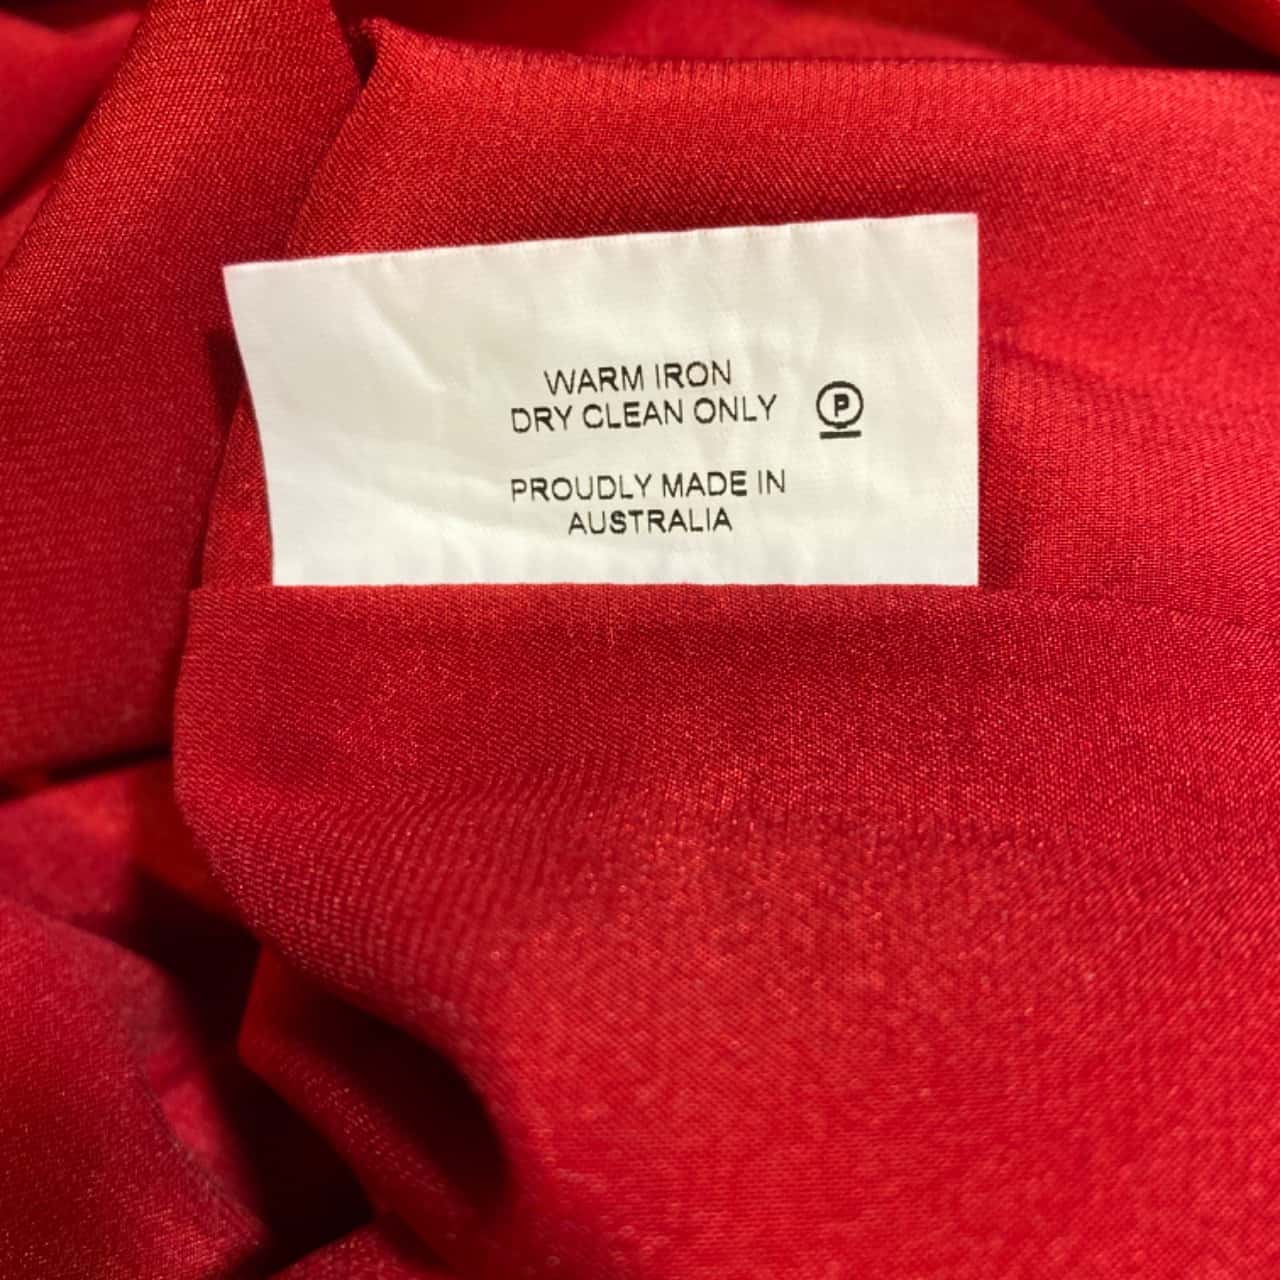 WARM IRON
DRY CLEAN ONLY
P
PROUDLY MADE IN
AUSTRALIA